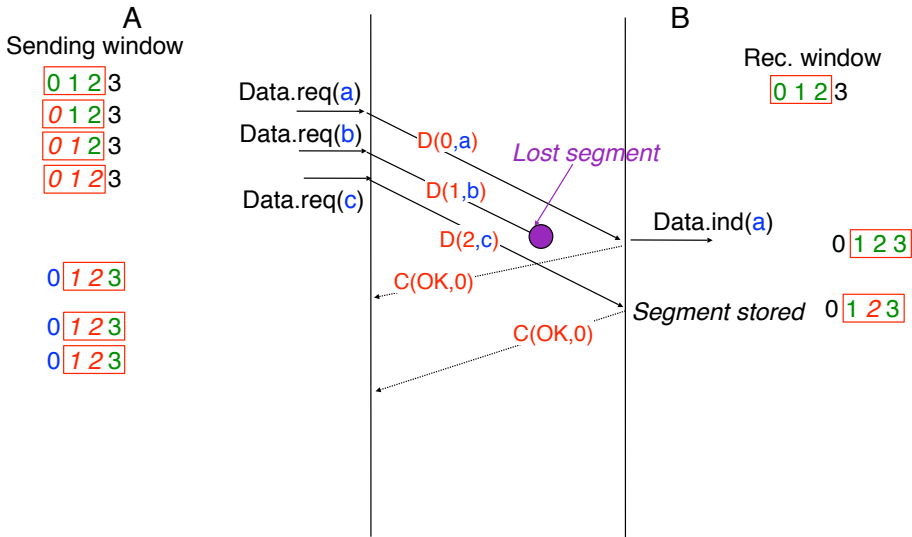 A
B
Sending window
Rec. window
0 1 2 3
0 1 2 3
0 1 2 3
0 1 2 3
0 1 2 3
Data.req(a)
Data.req(b)
Data.req(c)
D(0,a)
Lost segment
D(1,b)
D(2,c)
Data.ind(a)
0 1 2 3
0 1 2 3
C(OK,0)
Segment stored
0 1 2 3
0 1 2 3
C(OK,0)
0 1 2 3